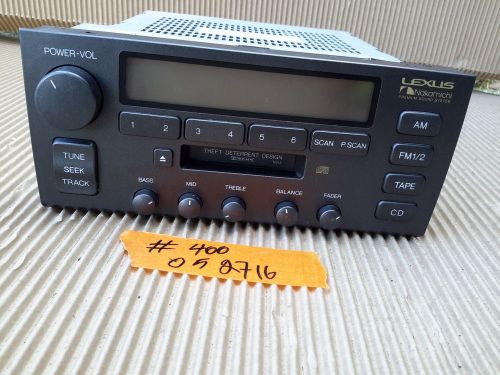 POWER-VOL
LEXUS
Nakamichi
PREMIUM SOUND SYSTEM
1 2 3 4 5 6 SCAN P.SCAN
AM
TUNE
SEEK
TRACK
THEFT DETERRENT DESIGN
FM1/2
BASS MID TREBLE BALANCE FADER
TAPE
CD
# 400
052716